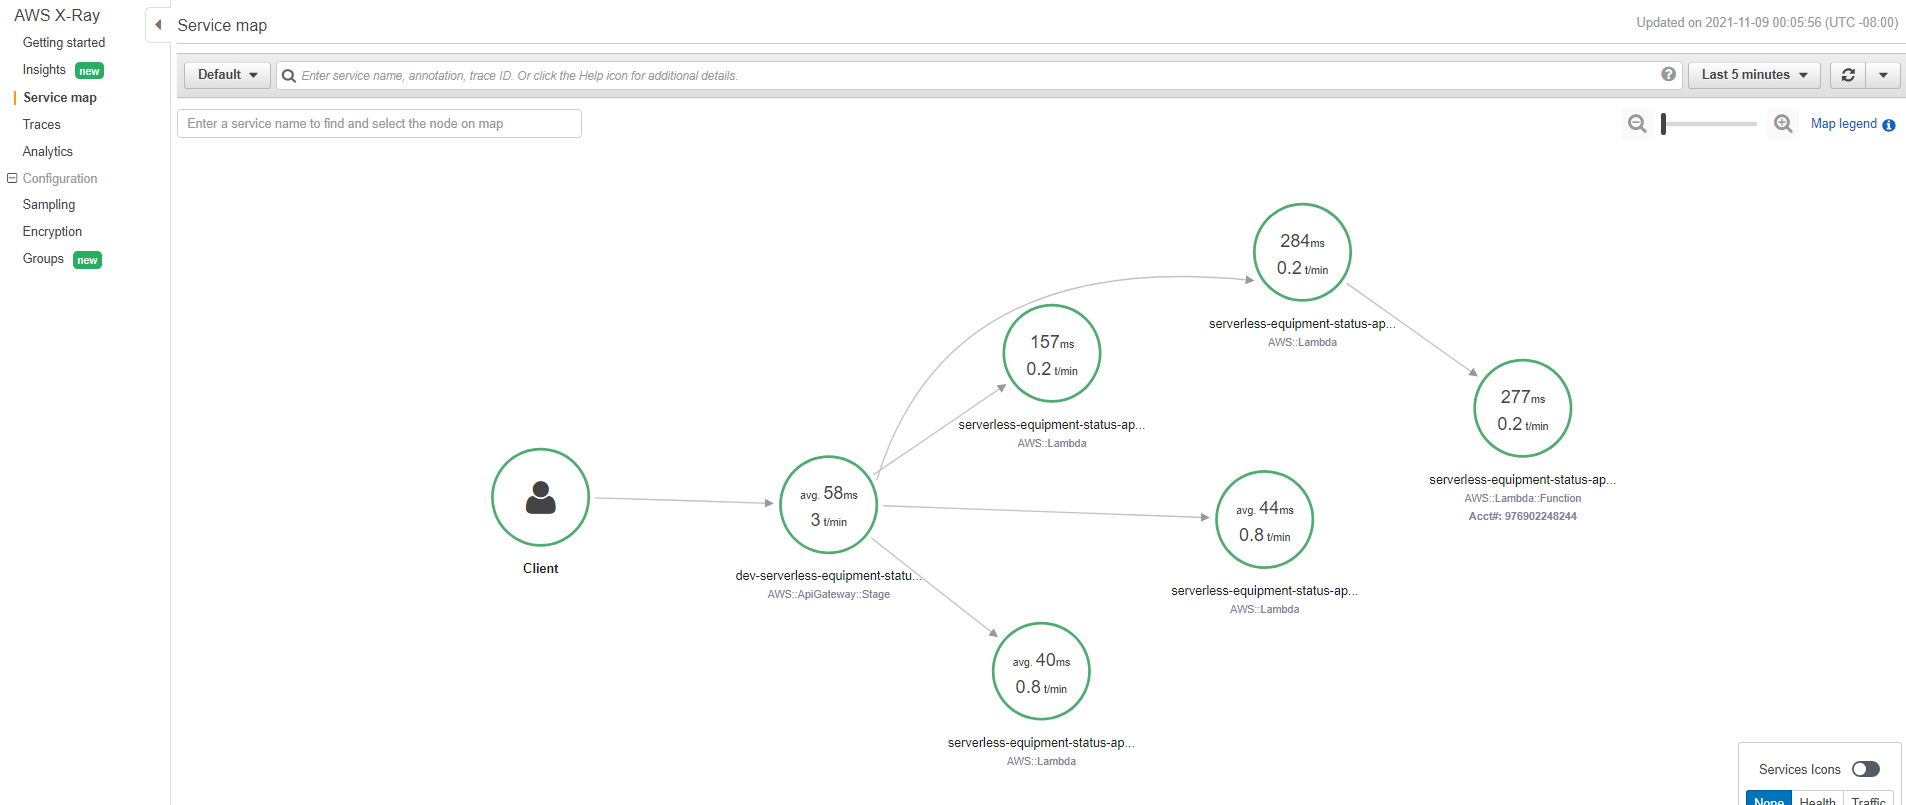 AWS X-Ray
Getting started
Insights new
Service map
Traces
Analytics
Configuration
Sampling
Encryption
Groups new
Service map
Updated on 2021-11-09 00:05:56 (UTC -08:00)
Default
Enter service name, annotation, trace ID. Or click the Help icon for additional details.
Last 5 minutes
Enter a service name to find and select the node on map
Map legend
284ms
0.2 t/min
serverless-equipment-status-ap...
AWS::Lambda
157ms
0.2 t/min
serverless-equipment-status-ap...
AWS::Lambda
277ms
0.2 t/min
serverless-equipment-status-ap...
AWS::Lambda::Function
Acct#: 976902248244
Client
avg. 58ms
3 t/min
dev-serverless-equipment-statu...
AWS::ApiGateway::Stage
avg. 44ms
0.8 t/min
serverless-equipment-status-ap...
AWS::Lambda
avg. 40ms
0.8 t/min
serverless-equipment-status-ap...
AWS::Lambda
Services Icons
None Health Traffic